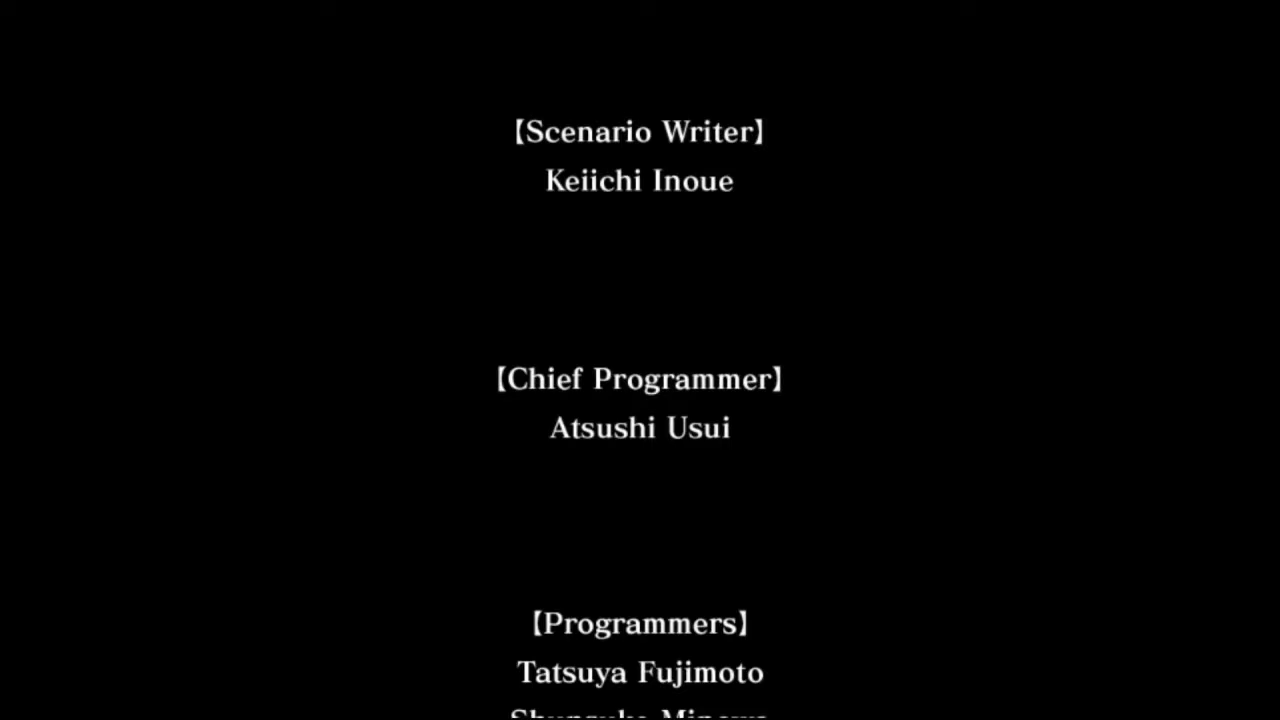 【Scenario Writer】
Keiichi Inoue
【Chief Programmer】
Atsushi Usui
【Programmers】
Tatsuya Fujimoto